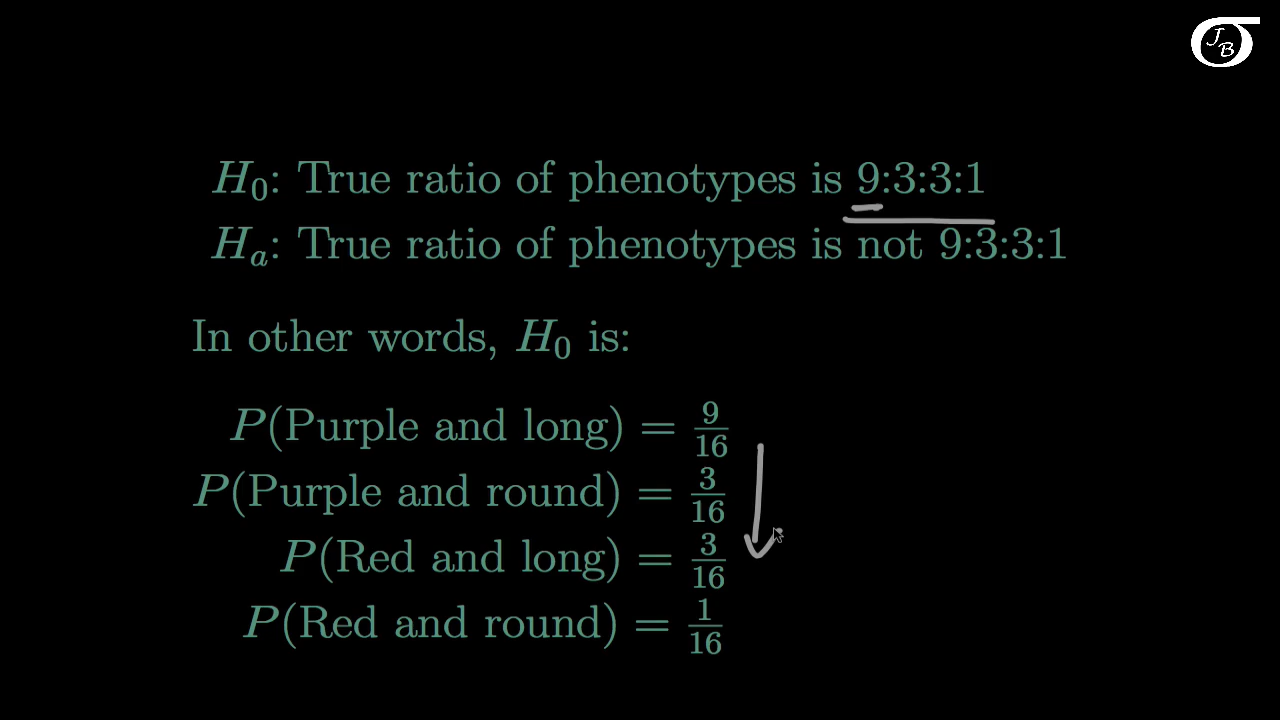 JB
H₀: True ratio of phenotypes is 9:3:3:1
Hₐ: True ratio of phenotypes is not 9:3:3:1
In other words, H₀ is:
P(Purple and long) = 9/16
P(Purple and round) = 3/16
P(Red and long) = 3/16
P(Red and round) = 1/16